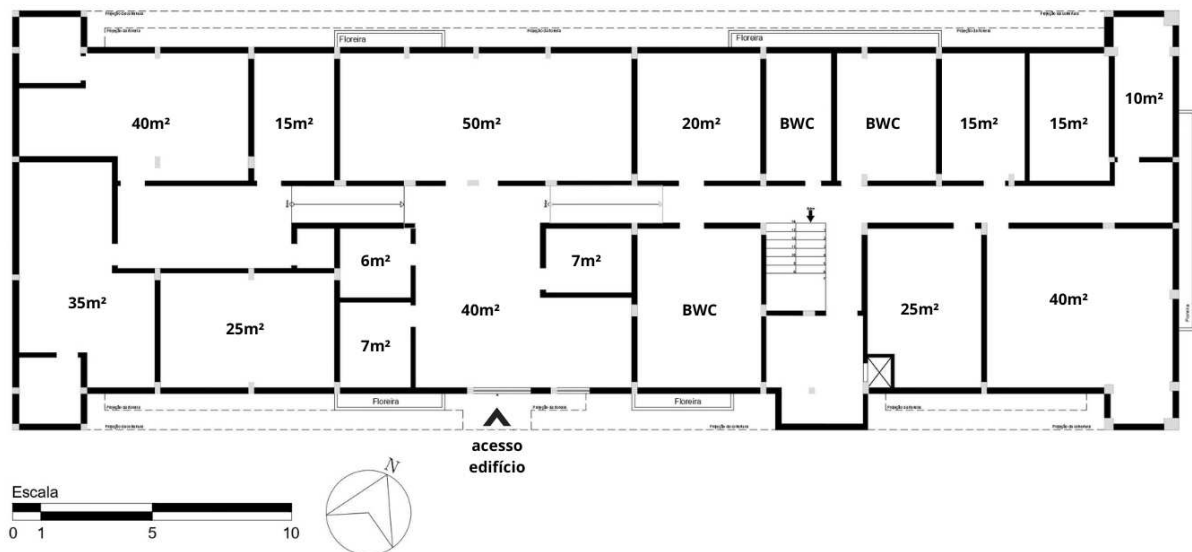 Floreira
Floreira
40m²
15m²
50m²
20m²
BWC
BWC
15m²
15m²
10m²
Floreira
6m²
7m²
35m²
25m²
7m²
40m²
BWC
25m²
40m²
Floreira
Floreira
acesso
edifício
N
Escala
0 1 5 10